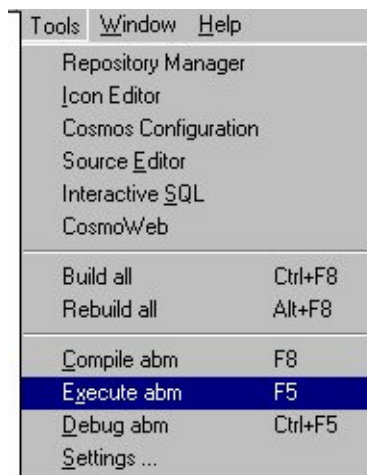 Tools Window Help
Repository Manager
Icon Editor
Cosmos Configuration
Source Editor
Interactive SQL
CosmoWeb
Build all Ctrl+F8
Rebuild all Alt+F8
Compile abm F8
Execute abm F5
Debug abm Ctrl+F5
Settings ...